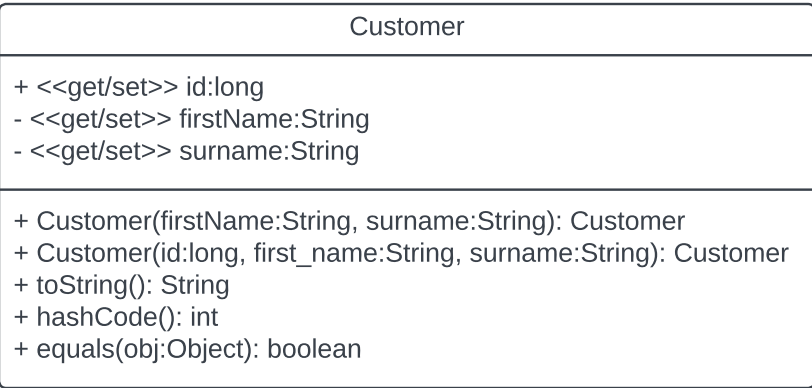 Customer
+ <<get/set>> id:long
- <<get/set>> firstName:String
- <<get/set>> surname:String
+ Customer(firstName:String, surname:String): Customer
+ Customer(id:long, first_name:String, surname:String): Customer
+ toString(): String
+ hashCode(): int
+ equals(obj:Object): boolean